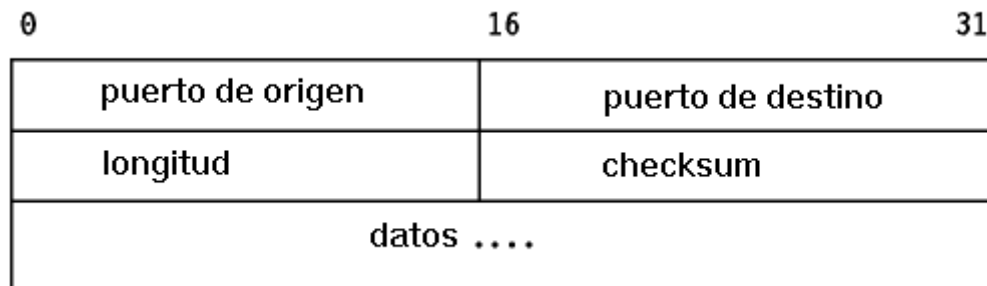 0 16 31
puerto de origen puerto de destino
longitud checksum
datos ....